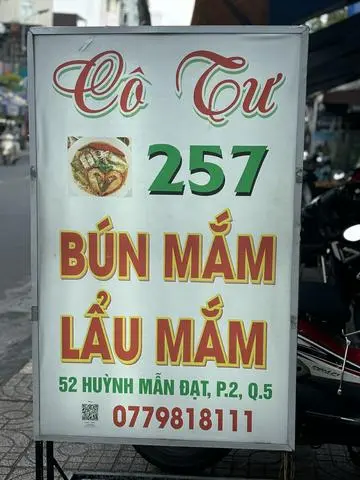 Cô Tư
257
BÚN MẮM
LẨU MẮM
52 HUỲNH MẪN ĐẠT, P.2, Q.5
0779818111